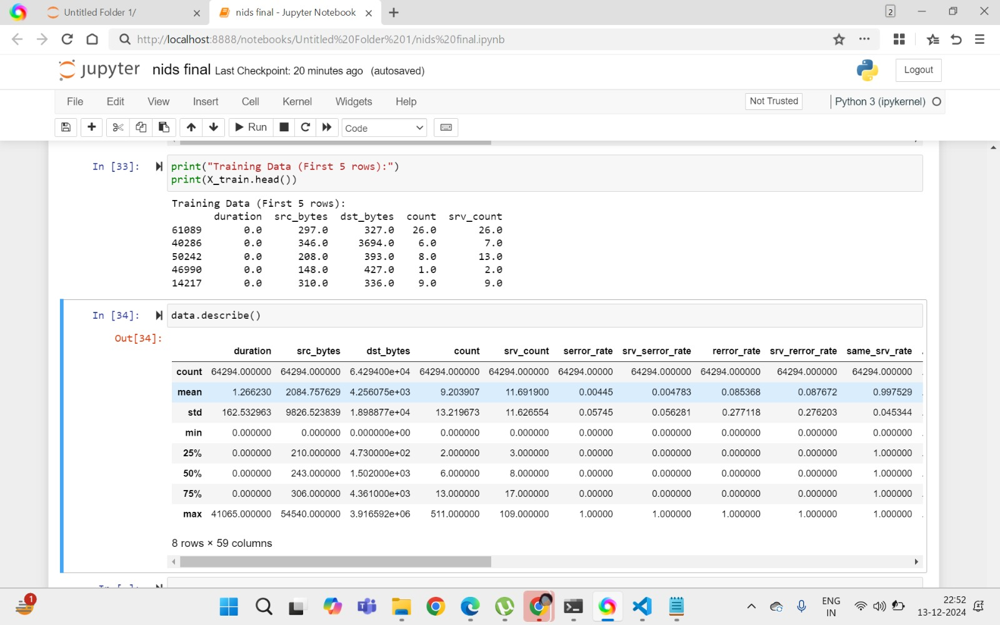 Untitled Folder 1/
nids final - Jupyter Notebook
2
http://localhost:8888/notebooks/Untitled%20Folder%201/nids%20final.ipynb
jupyter nids final Last Checkpoint: 20 minutes ago (autosaved)
Logout
File Edit View Insert Cell Kernel Widgets Help
Not Trusted
Python 3 (ipykernel)
Run
Code
In [33]: print("Training Data (First 5 rows):")
print(X_train.head())
Training Data (First 5 rows):
duration src_bytes dst_bytes count srv_count
61089 0.0 297.0 327.0 26.0 26.0
40286 0.0 346.0 3694.0 6.0 7.0
50242 0.0 208.0 393.0 8.0 13.0
46990 0.0 148.0 427.0 1.0 2.0
14217 0.0 310.0 336.0 9.0 9.0
In [34]: data.describe()
Out[34]:
duration src_bytes dst_bytes count srv_count serror_rate srv_serror_rate rerror_rate srv_rerror_rate same_srv_rate .
count 64294.000000 64294.000000 6.429400e+04 64294.000000 64294.000000 64294.00000 64294.000000 64294.000000 64294.000000 64294.000000 .
mean 1.266230 2084.757629 4.256075e+03 9.203907 11.691900 0.00445 0.004783 0.085368 0.087672 0.997529 .
std 162.532963 9826.523839 1.898877e+04 13.219673 11.626554 0.05745 0.056281 0.277118 0.276203 0.045344 .
min 0.000000 0.000000 0.000000e+00 0.000000 0.000000 0.00000 0.000000 0.000000 0.000000 0.000000 .
25% 0.000000 210.000000 4.730000e+02 2.000000 3.000000 0.00000 0.000000 0.000000 0.000000 1.000000 .
50% 0.000000 243.000000 1.502000e+03 6.000000 8.000000 0.00000 0.000000 0.000000 0.000000 1.000000 .
75% 0.000000 306.000000 4.361000e+03 13.000000 17.000000 0.00000 0.000000 0.000000 0.000000 1.000000 .
max 41065.000000 54540.000000 3.916592e+06 511.000000 109.000000 1.00000 1.000000 1.000000 1.000000 1.000000 .
8 rows × 59 columns
1
ENG
IN
22:52
13-12-2024